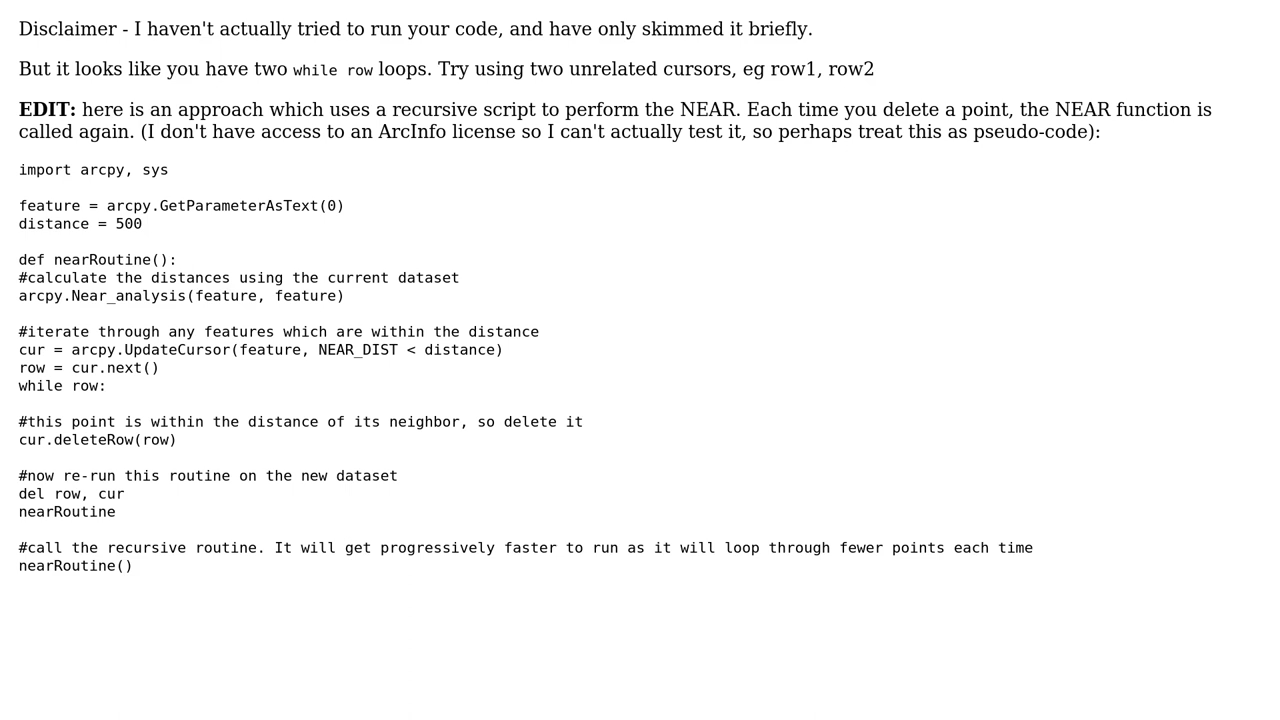 Disclaimer - I haven't actually tried to run your code, and have only skimmed it briefly.
But it looks like you have two while row loops. Try using two unrelated cursors, eg row1, row2
EDIT: here is an approach which uses a recursive script to perform the NEAR. Each time you delete a point, the NEAR function is
called again. (I don't have access to an ArcInfo license so I can't actually test it, so perhaps treat this as pseudo-code):
import arcpy, sys
feature = arcpy.GetParameterAsText(0)
distance = 500
def nearRoutine():
#calculate the distances using the current dataset
arcpy.Near_analysis(feature, feature)
#iterate through any features which are within the distance
cur = arcpy.UpdateCursor(feature, NEAR_DIST < distance)
row = cur.next()
while row:
#this point is within the distance of its neighbor, so delete it
cur.deleteRow(row)
#now re-run this routine on the new dataset
del row, cur
nearRoutine
#call the recursive routine. It will get progressively faster to run as it will loop through fewer points each time
nearRoutine()